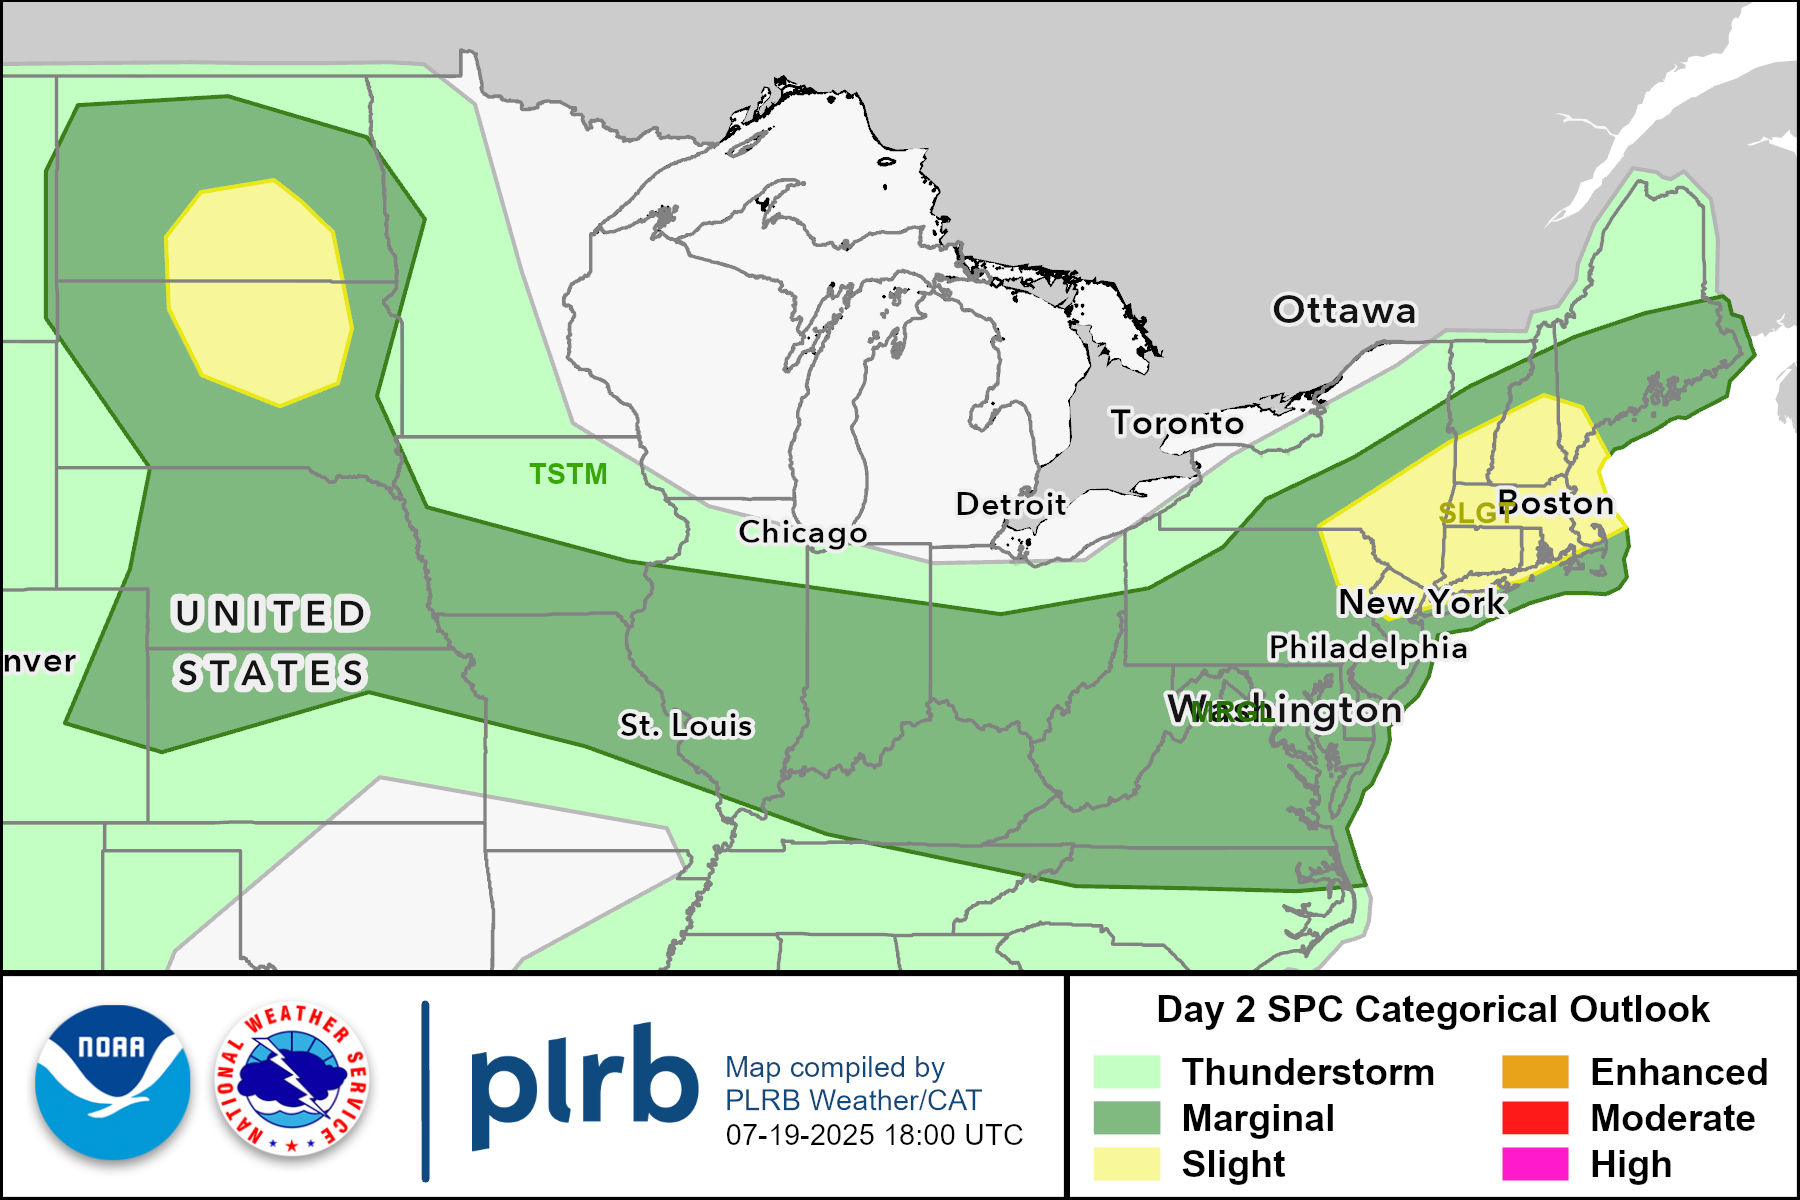 Ottawa
Toronto
TSTM
Detroit
Boston
SLGT
Chicago
New York
UNITED
STATES
Philadelphia
nver
Washington
MRGL
St. Louis
NOAA
NATIONAL WEATHER SERVICE
plrb
Map compiled by
PLRB Weather/CAT
07-19-2025 18:00 UTC
Day 2 SPC Categorical Outlook
Thunderstorm
Marginal
Slight
Enhanced
Moderate
High